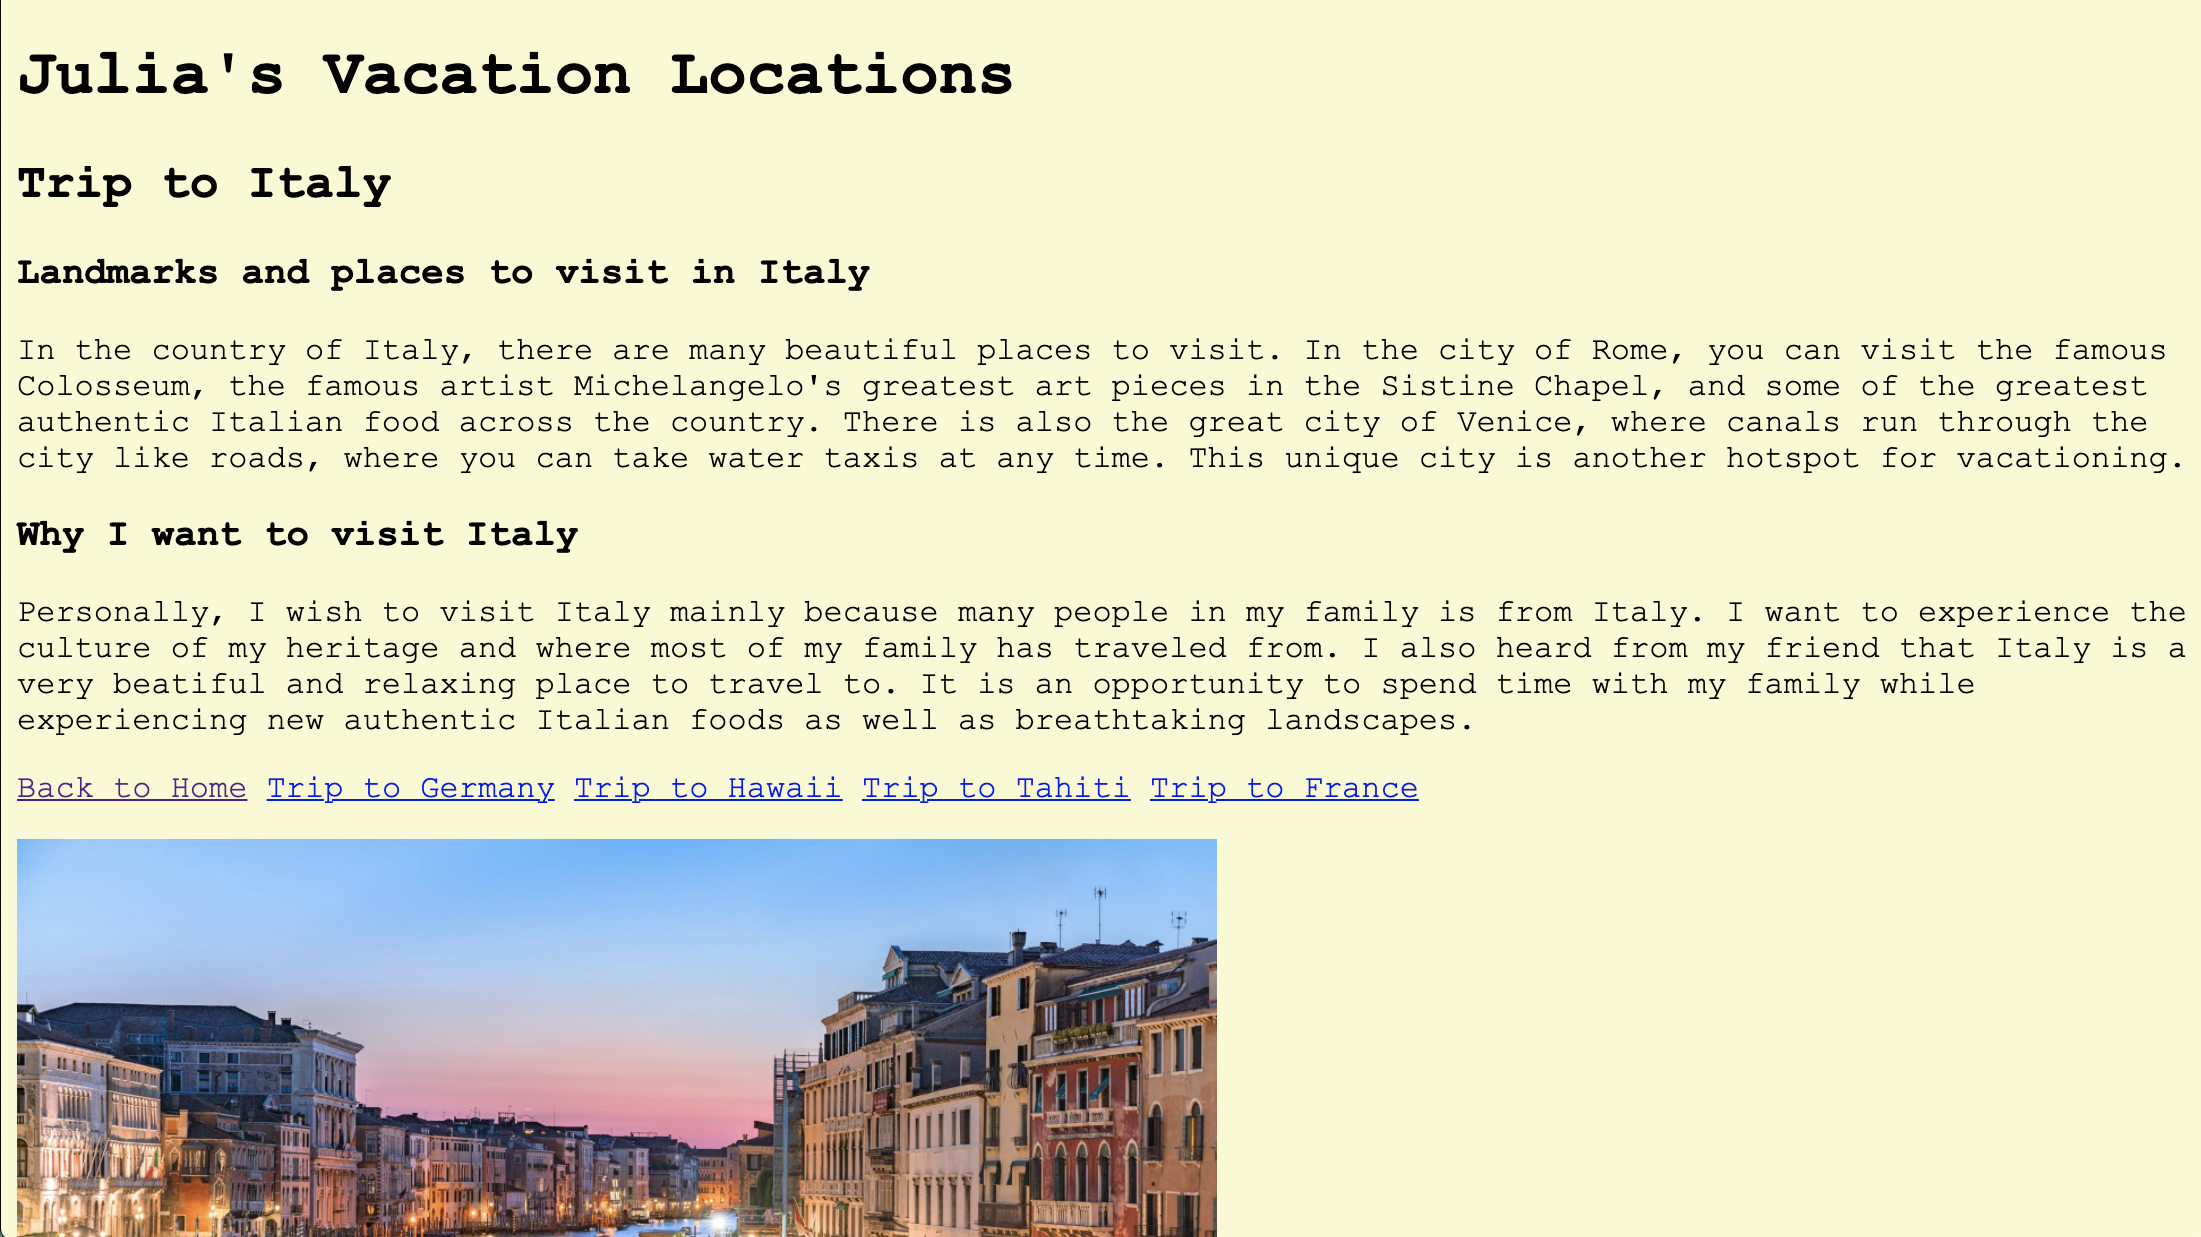 Julia's Vacation Locations
Trip to Italy
Landmarks and places to visit in Italy
In the country of Italy, there are many beautiful places to visit. In the city of Rome, you can visit the famous
Colosseum, the famous artist Michelangelo's greatest art pieces in the Sistine Chapel, and some of the greatest
authentic Italian food across the country. There is also the great city of Venice, where canals run through the
city like roads, where you can take water taxis at any time. This unique city is another hotspot for vacationing.
Why I want to visit Italy
Personally, I wish to visit Italy mainly because many people in my family is from Italy. I want to experience the
culture of my heritage and where most of my family has traveled from. I also heard from my friend that Italy is a
very beatiful and relaxing place to travel to. It is an opportunity to spend time with my family while
experiencing new authentic Italian foods as well as breathtaking landscapes.
Back to Home Trip to Germany Trip to Hawaii Trip to Tahiti Trip to France